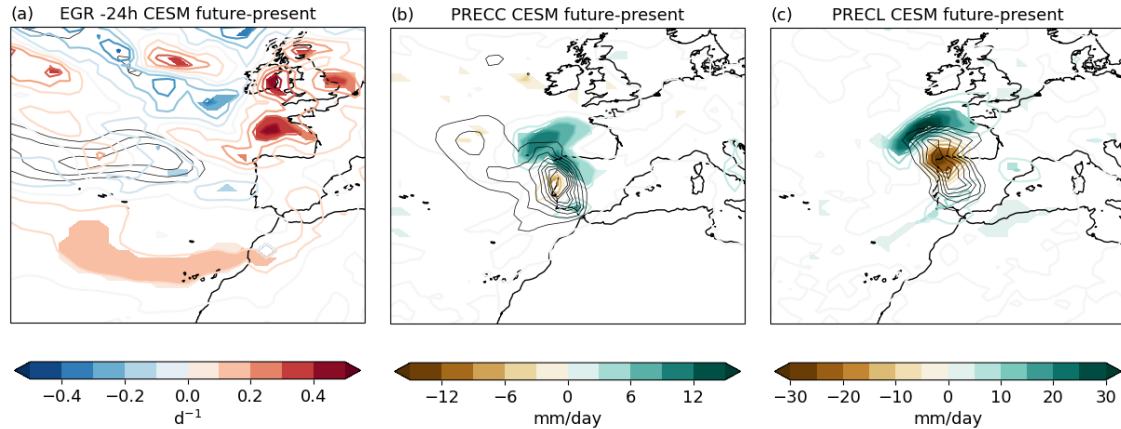 (a) EGR -24h CESM future-present
(b) PRECC CESM future-present
(c) PRECL CESM future-present
−0.4 −0.2 0.0 0.2 0.4
d⁻¹
−12 −6 0 6 12
mm/day
−30 −20 −10 0 10 20 30
mm/day